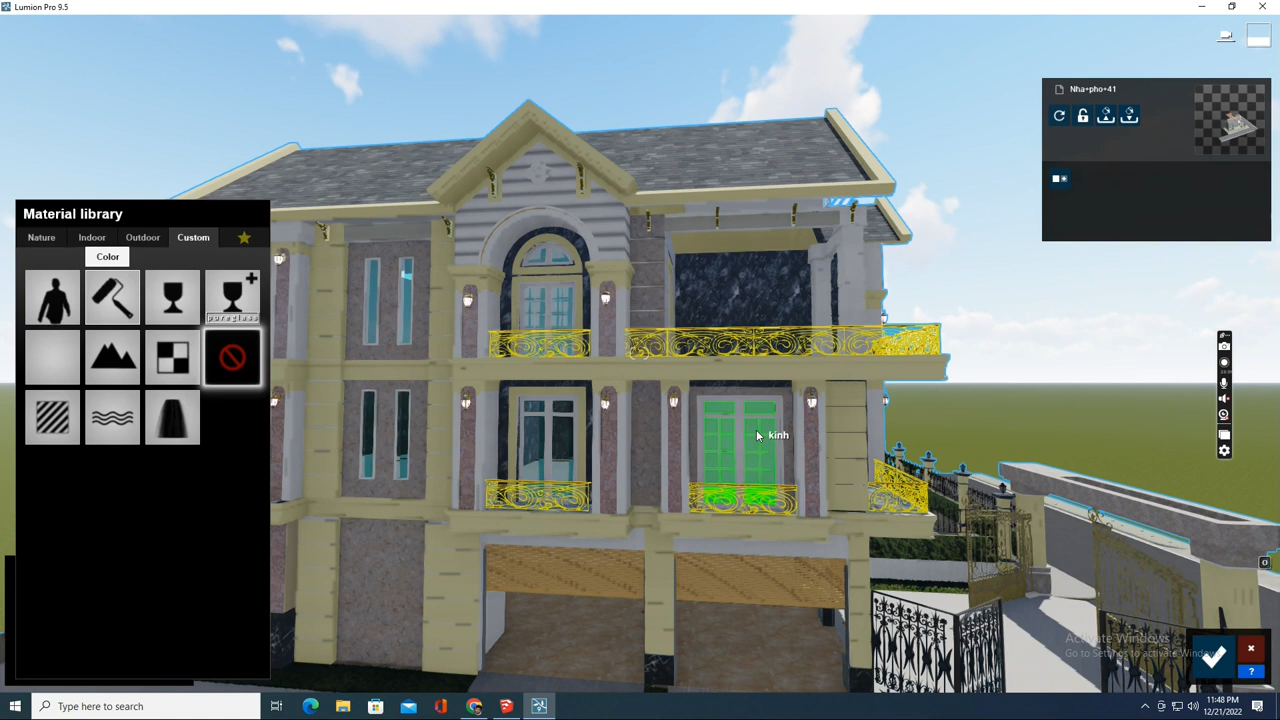 Lumion Pro 9.5
Nha+pho+41
Material library
Nature Indoor Outdoor Custom
Color
pureglass
kinh
Activate Windows
Go to Settings to activate Windows.
?
Type here to search
11:48 PM
12/21/2022